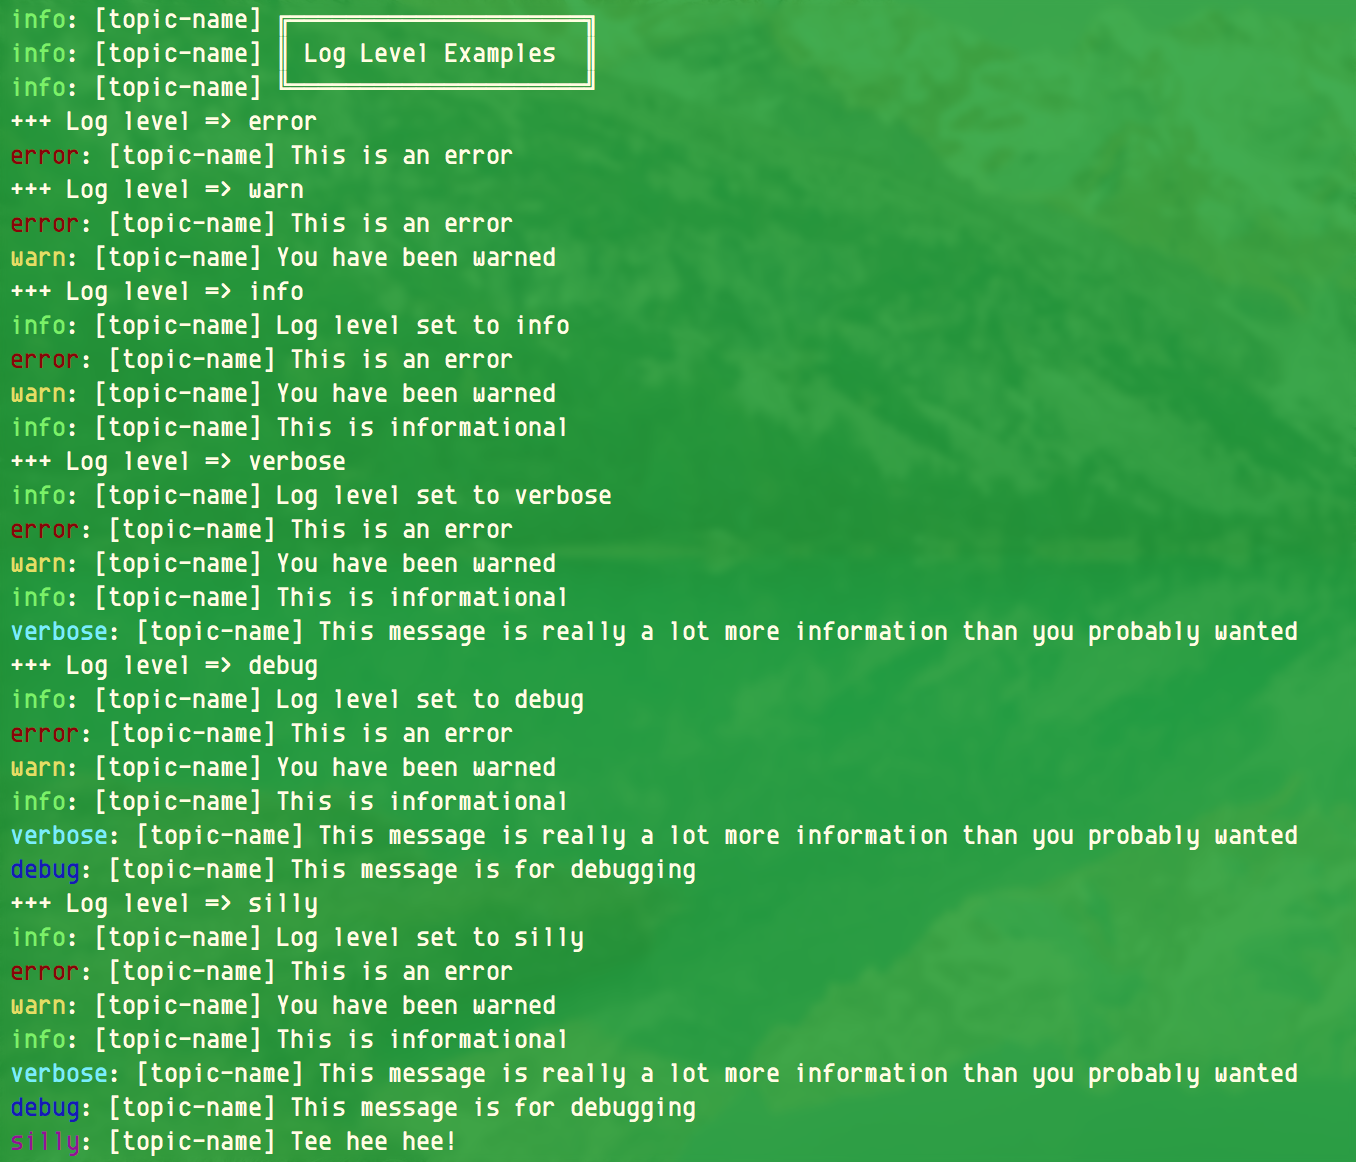 info: [topic-name] ╔══════════════════════╗
info: [topic-name] ║ Log Level Examples  ║
info: [topic-name] ╚══════════════════════╝
+++ Log level => error
error: [topic-name] This is an error
+++ Log level => warn
error: [topic-name] This is an error
warn: [topic-name] You have been warned
+++ Log level => info
info: [topic-name] Log level set to info
error: [topic-name] This is an error
warn: [topic-name] You have been warned
info: [topic-name] This is informational
+++ Log level => verbose
info: [topic-name] Log level set to verbose
error: [topic-name] This is an error
warn: [topic-name] You have been warned
info: [topic-name] This is informational
verbose: [topic-name] This message is really a lot more information than you probably wanted
+++ Log level => debug
info: [topic-name] Log level set to debug
error: [topic-name] This is an error
warn: [topic-name] You have been warned
info: [topic-name] This is informational
verbose: [topic-name] This message is really a lot more information than you probably wanted
debug: [topic-name] This message is for debugging
+++ Log level => silly
info: [topic-name] Log level set to silly
error: [topic-name] This is an error
warn: [topic-name] You have been warned
info: [topic-name] This is informational
verbose: [topic-name] This message is really a lot more information than you probably wanted
debug: [topic-name] This message is for debugging
silly: [topic-name] Tee hee hee!